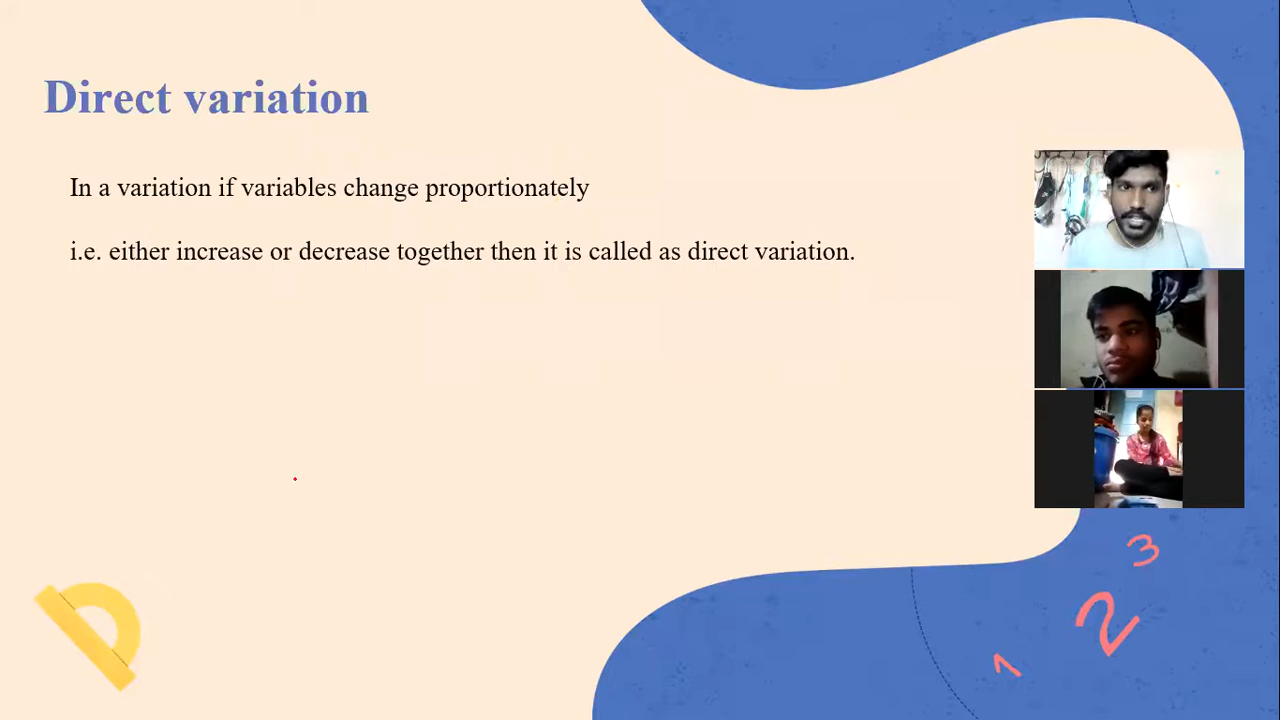 Direct variation
In a variation if variables change proportionately
i.e. either increase or decrease together then it is called as direct variation.
3
2
1